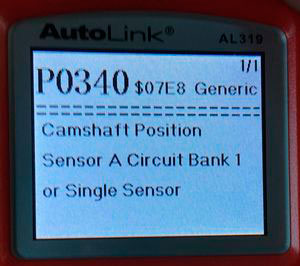 AutoLink®
AL319
1/1
P0340 $07E8 Generic
Camshaft Position
Sensor A Circuit Bank 1
or Single Sensor